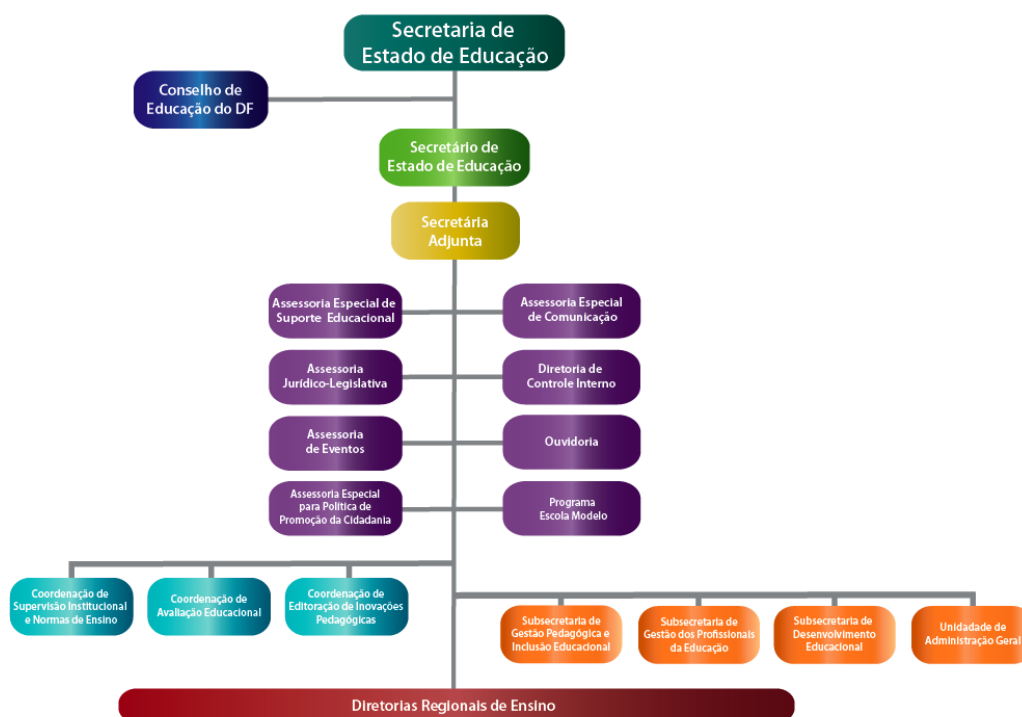 Secretaria de
Estado de Educação
Conselho de
Educação do DF
Secretário de
Estado de Educação
Secretária
Adjunta
Assessoria Especial de
Suporte Educacional
Assessoria Especial
de Comunicação
Assessoria
Jurídico-Legislativa
Diretoria de
Controle Interno
Assessoria
de Eventos
Ouvidoria
Assessoria Especial
para Política de
Promoção da Cidadania
Programa
Escola Modelo
Coordenação de
Supervisão Institucional
e Normas de Ensino
Coordenação de
Avaliação Educacional
Coordenação de
Editoração de Inovações
Pedagógicas
Subsecretaria de
Gestão Pedagógica e
Inclusão Educacional
Subsecretaria de
Gestão dos Profissionais
da Educação
Subsecretaria de
Desenvolvimento
Educacional
Unidadade de
Administração Geral
Diretorias Regionais de Ensino